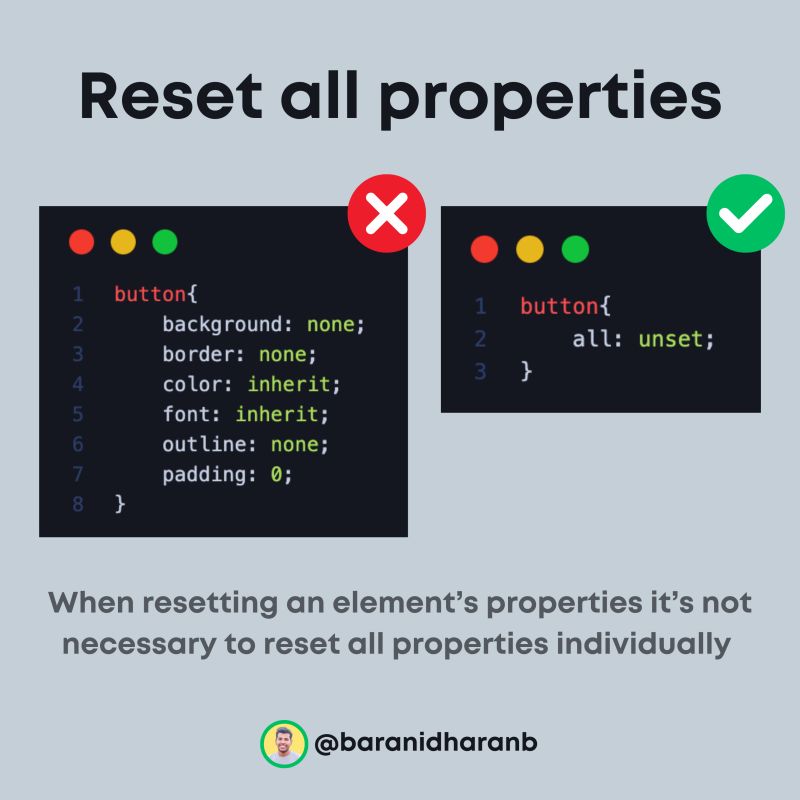 Reset all properties
1 button{
2     background: none;
3     border: none;
4     color: inherit;
5     font: inherit;
6     outline: none;
7     padding: 0;
8 }
1 button{
2     all: unset;
3 }
When resetting an element’s properties it’s not
necessary to reset all properties individually
@baranidharanb